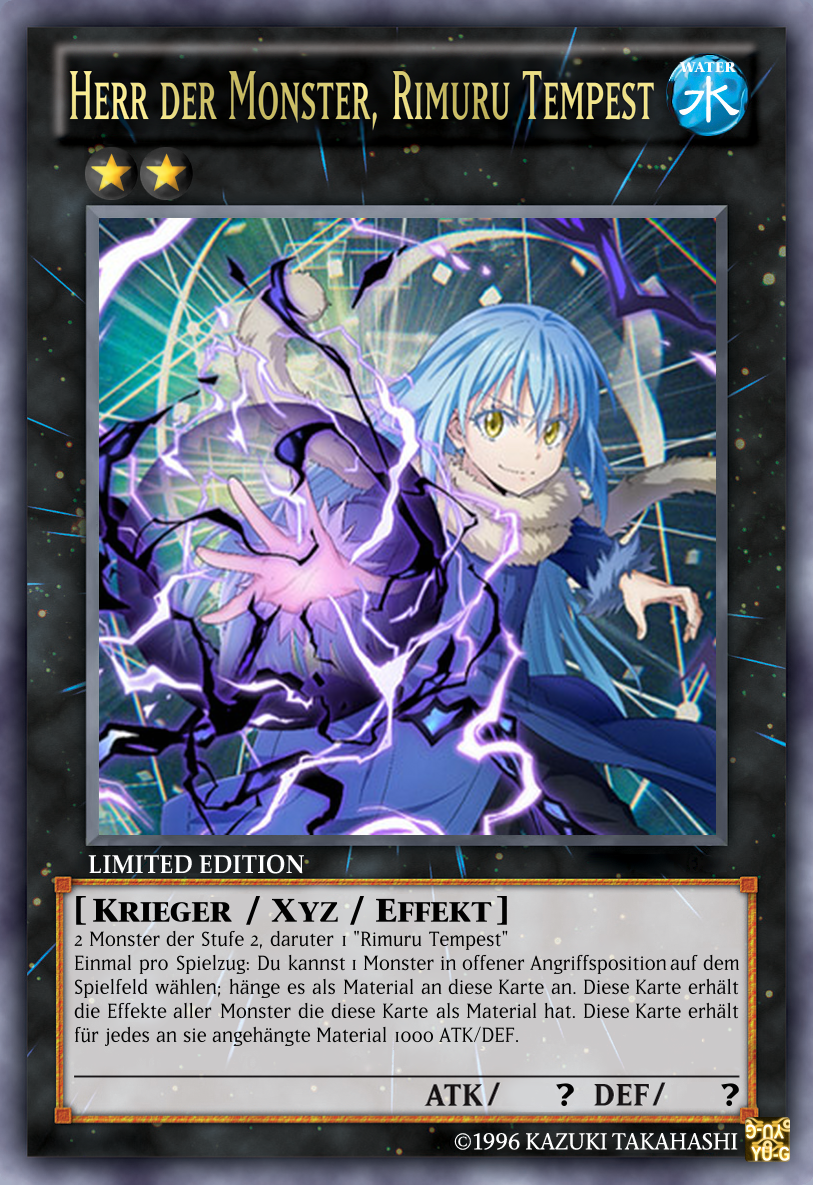 Herr der Monster, Rimuru Tempest
WATER
水
LIMITED EDITION
[ Krieger / Xyz / Effekt ]
2 Monster der Stufe 2, daruter 1 "Rimuru Tempest"
Einmal pro Spielzug: Du kannst 1 Monster in offener Angriffsposition auf dem
Spielfeld wählen; hänge es als Material an diese Karte an. Diese Karte erhält
die Effekte aller Monster die diese Karte als Material hat. Diese Karte erhält
für jedes an sie angehängte Material 1000 ATK/DEF.
ATK/ ? DEF/ ?
©1996 KAZUKI TAKAHASHI